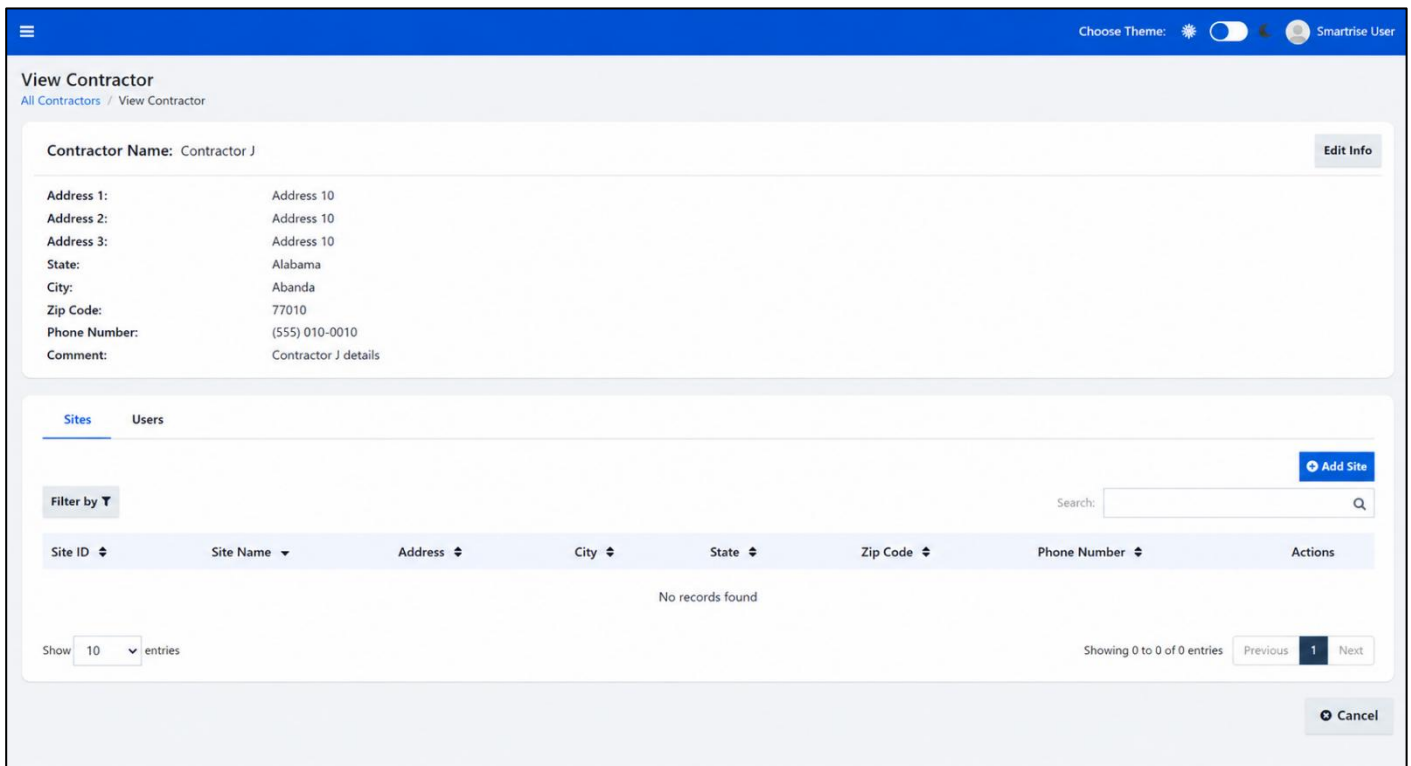 Choose Theme: Smartrise User
View Contractor
All Contractors / View Contractor
Contractor Name: Contractor J Edit Info
Address 1: Address 10
Address 2: Address 10
Address 3: Address 10
State: Alabama
City: Abanda
Zip Code: 77010
Phone Number: (555) 010-0010
Comment: Contractor J details
Sites Users
Add Site
Filter by Search:
Site ID Site Name Address City State Zip Code Phone Number Actions
No records found
Show 10 entries Showing 0 to 0 of 0 entries Previous 1 Next
Cancel